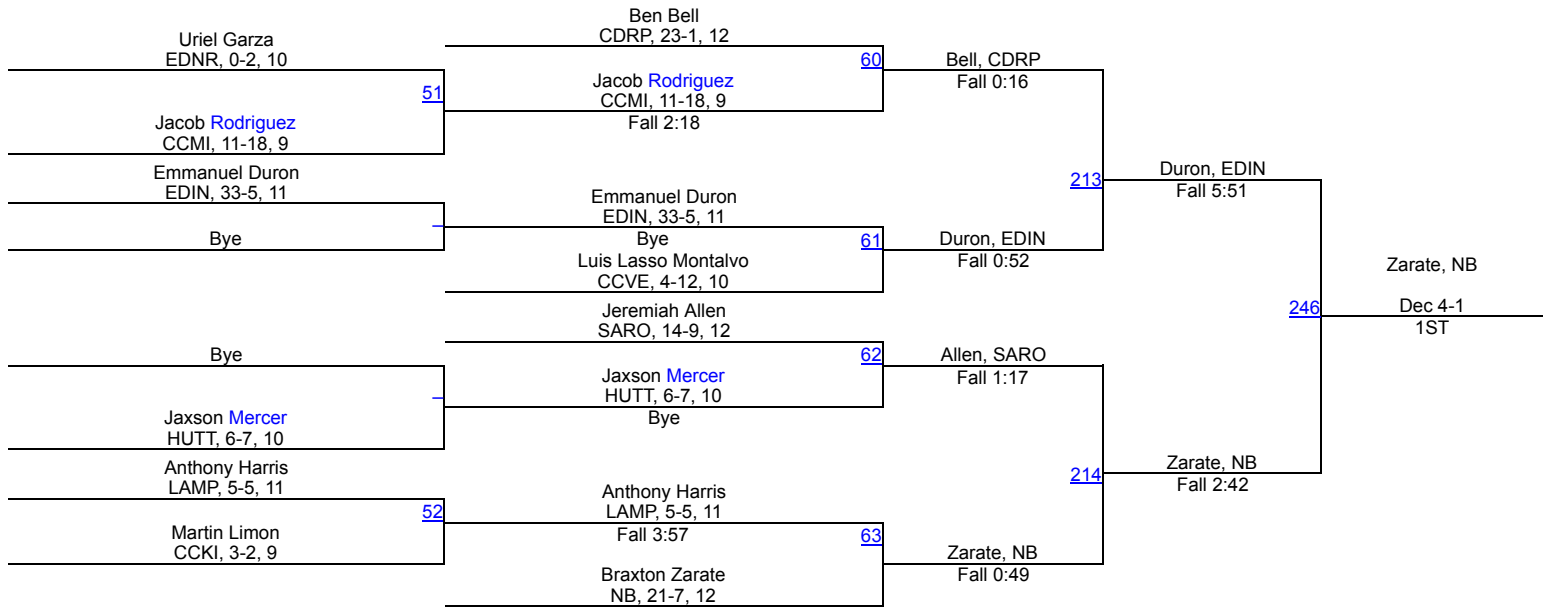 Uriel Garza
EDNR, 0-2, 10
51
Jacob Rodriguez
CCMI, 11-18, 9
Emmanuel Duron
EDIN, 33-5, 11
–
Bye
Bye
–
Jaxson Mercer
HUTT, 6-7, 10
Anthony Harris
LAMP, 5-5, 11
52
Martin Limon
CCKI, 3-2, 9
Ben Bell
CDRP, 23-1, 12
60
Jacob Rodriguez
CCMI, 11-18, 9
Fall 2:18
Emmanuel Duron
EDIN, 33-5, 11
Bye
61
Luis Lasso Montalvo
CCVE, 4-12, 10
Jeremiah Allen
SARO, 14-9, 12
62
Jaxson Mercer
HUTT, 6-7, 10
Bye
Anthony Harris
LAMP, 5-5, 11
Fall 3:57
63
Braxton Zarate
NB, 21-7, 12
Bell, CDRP
Fall 0:16
213
Duron, EDIN
Fall 0:52
Allen, SARO
Fall 1:17
214
Zarate, NB
Fall 0:49
Duron, EDIN
Fall 5:51
246
Zarate, NB
Fall 2:42
Zarate, NB
Dec 4-1
1ST